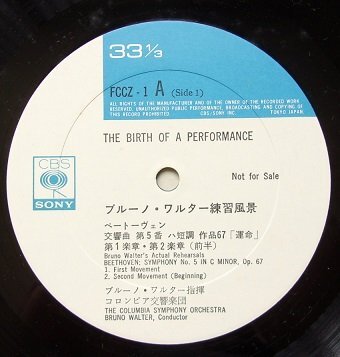 33 1/3
FCCZ - 1 A (Side 1)
ALL RIGHTS OF THE MANUFACTURER AND OF THE OWNER OF THE RECORDED WORK
RESERVED. UNAUTHORIZED PUBLIC PERFORMANCE, BROADCASTING AND COPYING OF
THIS RECORD PROHIBITED CBS/SONY INC. TOKYO JAPAN
THE BIRTH OF A PERFORMANCE
CBS
SONY
Not for Sale
ブルーノ・ワルター練習風景
ベートーヴェン
交響曲 第5番 ハ短調 作品67「運命」
第1楽章・第2楽章(前半)
Bruno Walter's Actual Rehearsals
BEETHOVEN: SYMPHONY No. 5 IN C MINOR, Op. 67
1. First Movement
2. Second Movement (Beginning)
ブルーノ・ワルター指揮
コロンビア交響楽団
THE COLUMBIA SYMPHONY ORCHESTRA
BRUNO WALTER, Conductor